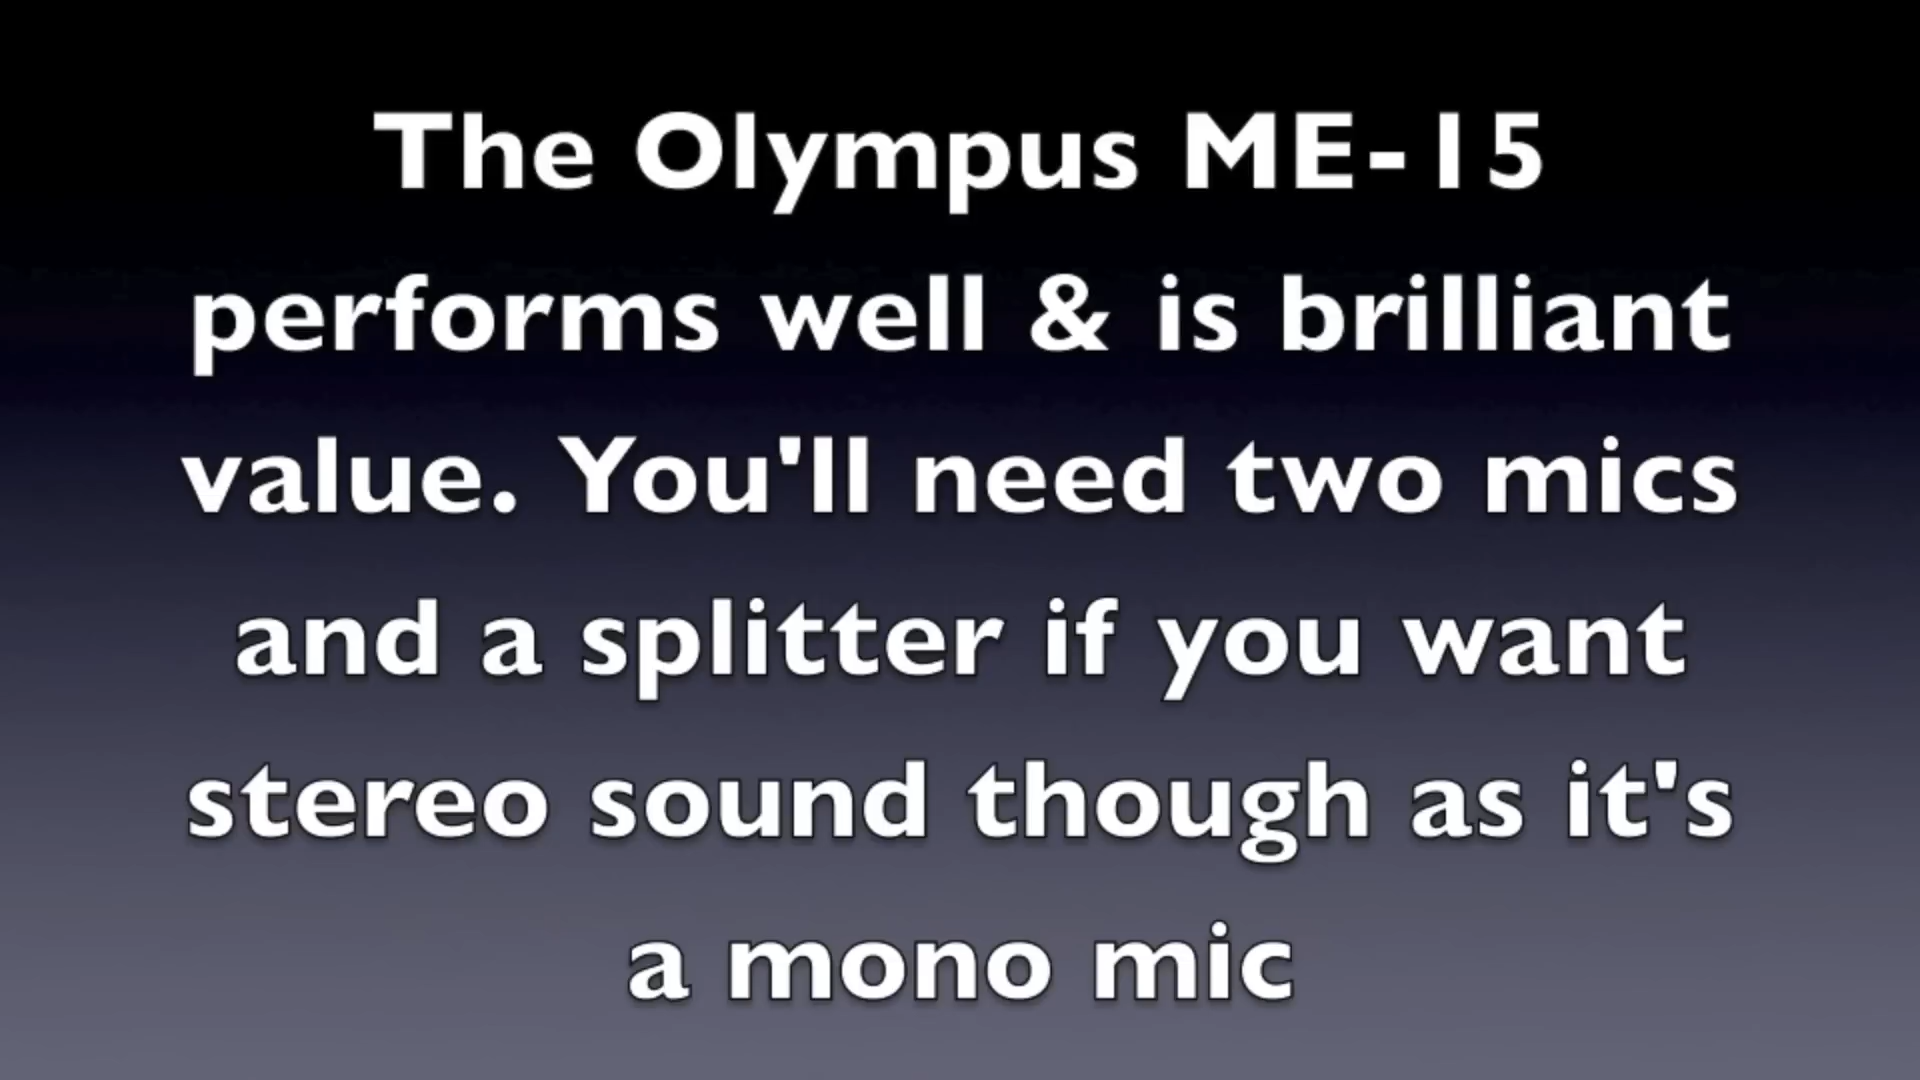 The Olympus ME-15
performs well & is brilliant
value. You'll need two mics
and a splitter if you want
stereo sound though as it's
a mono mic